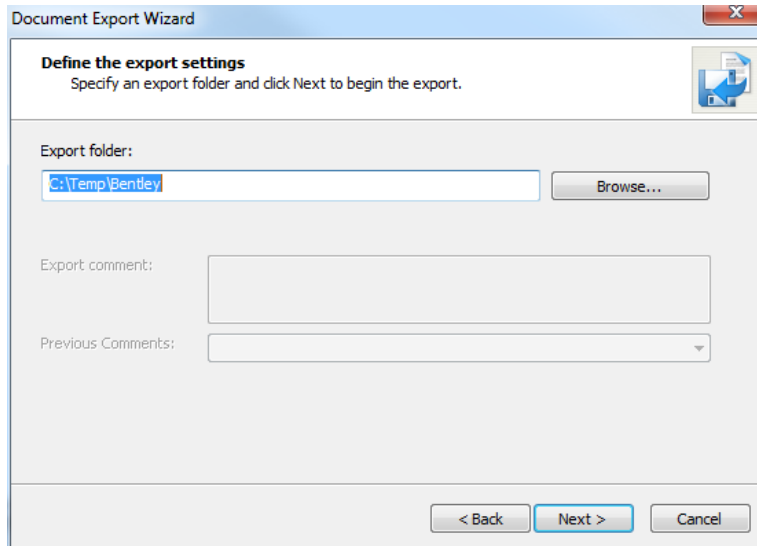 Document Export Wizard
Define the export settings
Specify an export folder and click Next to begin the export.
Export folder:
C:\Temp\Bentley
Browse...
Export comment:
Previous Comments:
< Back
Next >
Cancel